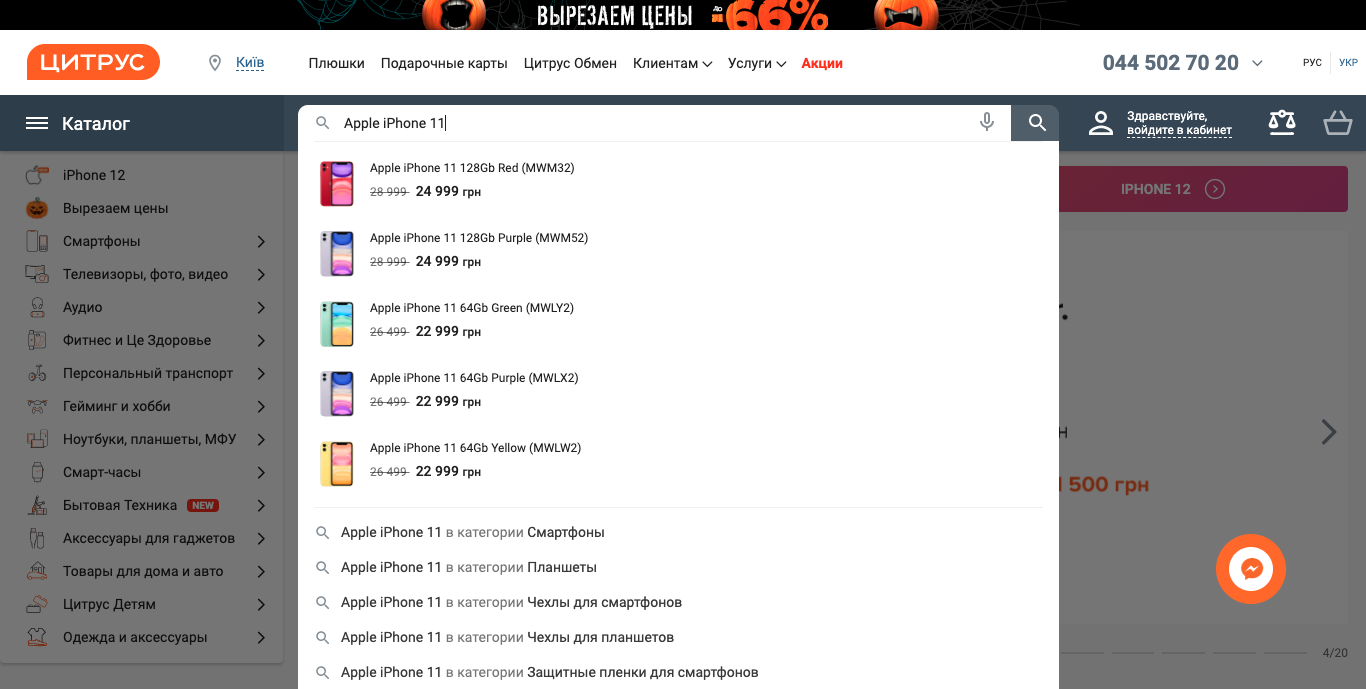 ВЫРЕЗАЕМ ЦЕНЫ до -66%
ЦИТРУС
Київ
Плюшки
Подарочные карты
Цитрус Обмен
Клиентам
Услуги
Акции
044 502 70 20
РУС
УКР
Каталог
Apple iPhone 11
Здравствуйте,
войдите в кабинет
iPhone 12
Вырезаем цены
Смартфоны
Телевизоры, фото, видео
Аудио
Фитнес и Це Здоровье
Персональный транспорт
Гейминг и хобби
Ноутбуки, планшеты, МФУ
Смарт-часы
Бытовая Техника NEW
Аксессуары для гаджетов
Товары для дома и авто
Цитрус Детям
Одежда и аксессуары
Apple iPhone 11 128Gb Red (MWM32)
28 999 24 999 грн
Apple iPhone 11 128Gb Purple (MWM52)
28 999 24 999 грн
Apple iPhone 11 64Gb Green (MWLY2)
26 499 22 999 грн
Apple iPhone 11 64Gb Purple (MWLX2)
26 499 22 999 грн
Apple iPhone 11 64Gb Yellow (MWLW2)
26 499 22 999 грн
Apple iPhone 11 в категории Смартфоны
Apple iPhone 11 в категории Планшеты
Apple iPhone 11 в категории Чехлы для смартфонов
Apple iPhone 11 в категории Чехлы для планшетов
Apple iPhone 11 в категории Защитные пленки для смартфонов
IPHONE 12
500 грн
4/20